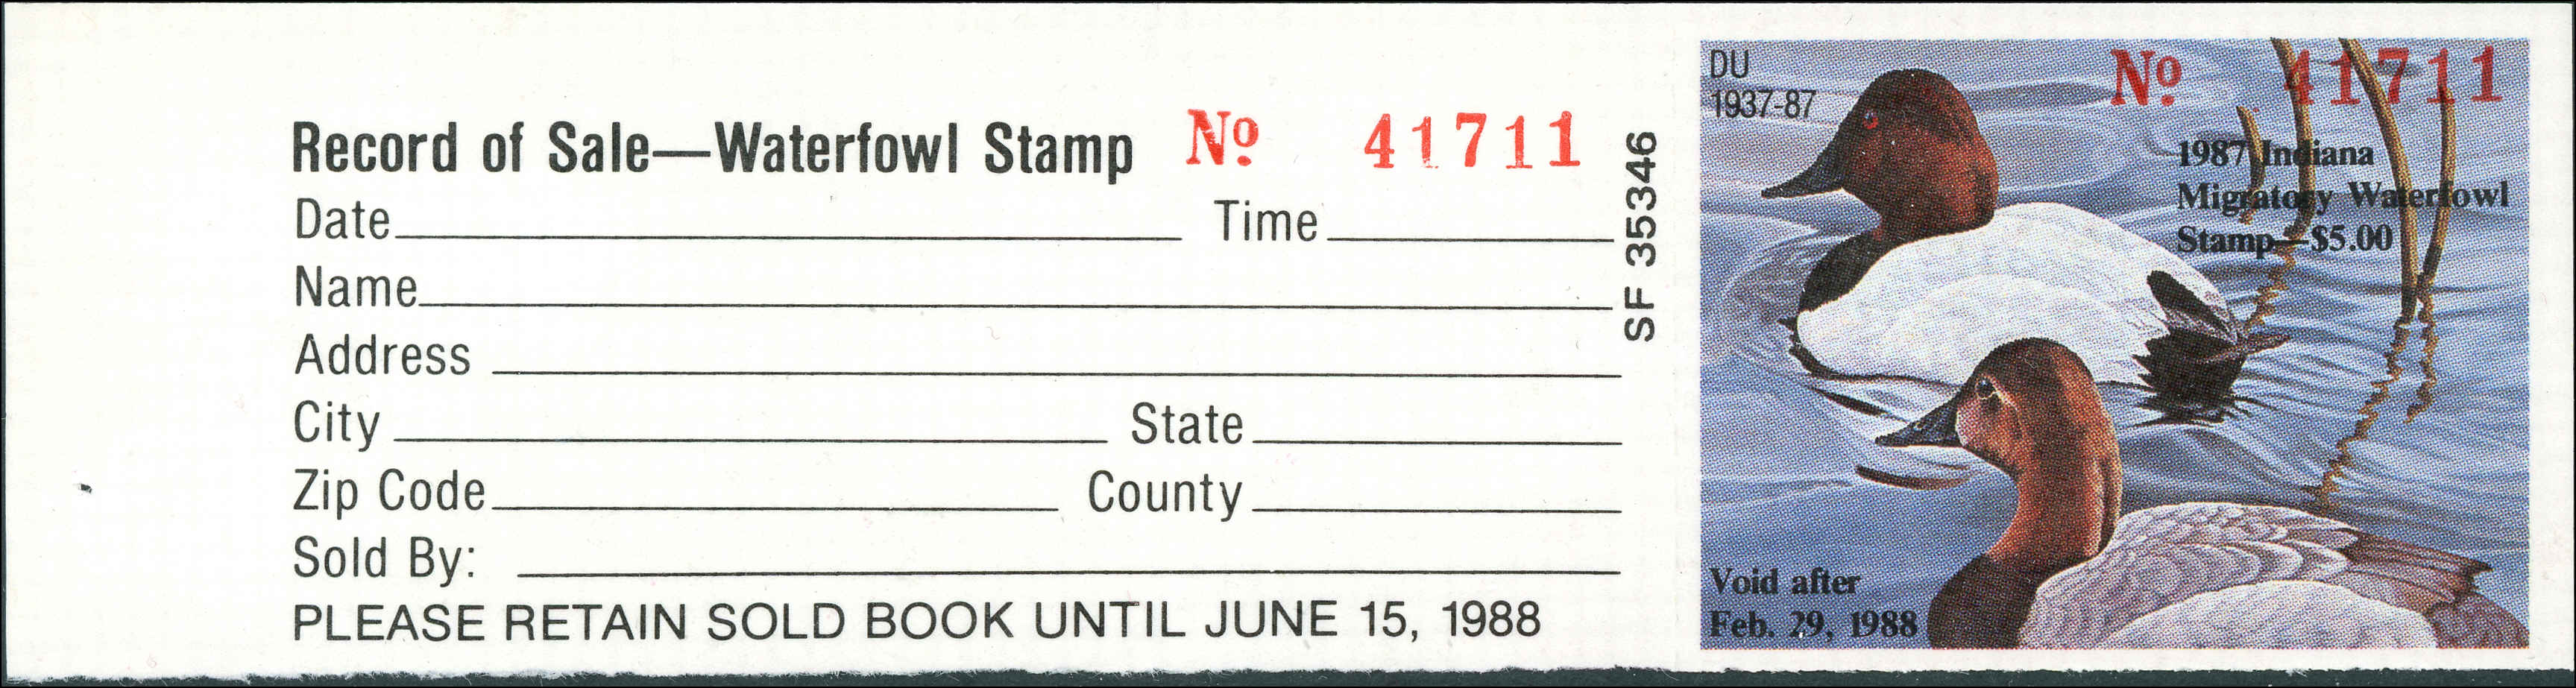 Record of Sale—Waterfowl Stamp No 41711
Date Time
Name
Address
City State
Zip Code County
Sold By:
PLEASE RETAIN SOLD BOOK UNTIL JUNE 15, 1988
SF 35346
DU
1937-87
No 41711
1987 Indiana
Migratory Waterfowl
Stamp—$5.00
Void after
Feb. 29, 1988